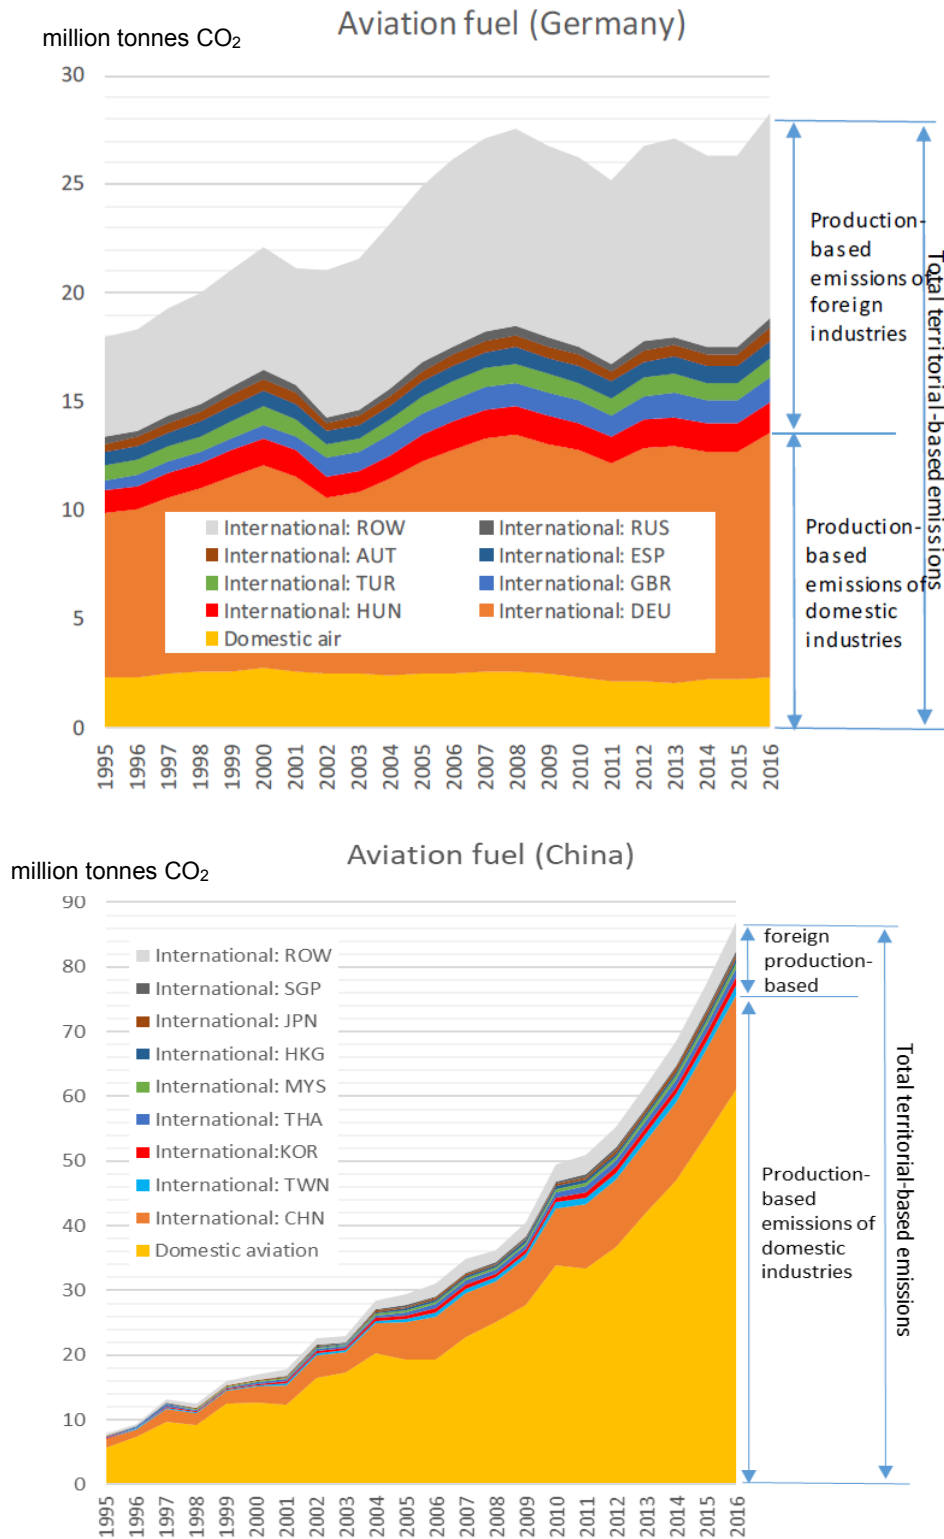 Aviation fuel (Germany)
million tonnes CO₂
30
25
20
15
10
5
0
Production-
based
emissions of
foreign
industries
Total territorial-based emissions
Production-
based
emissions of
domestic
industries
International: ROW
International: RUS
International: AUT
International: ESP
International: TUR
International: GBR
International: HUN
International: DEU
Domestic air
1995
1996
1997
1998
1999
2000
2001
2002
2003
2004
2005
2006
2007
2008
2009
2010
2011
2012
2013
2014
2015
2016
Aviation fuel (China)
million tonnes CO₂
90
80
70
60
50
40
30
20
10
0
International: ROW
International: SGP
International: JPN
International: HKG
International: MYS
International: THA
International:KOR
International: TWN
International: CHN
Domestic aviation
foreign
production-
based
Total territorial-based emissions
Production-
based
emissions of
domestic
industries
1995
1996
1997
1998
1999
2000
2001
2002
2003
2004
2005
2006
2007
2008
2009
2010
2011
2012
2013
2014
2015
2016